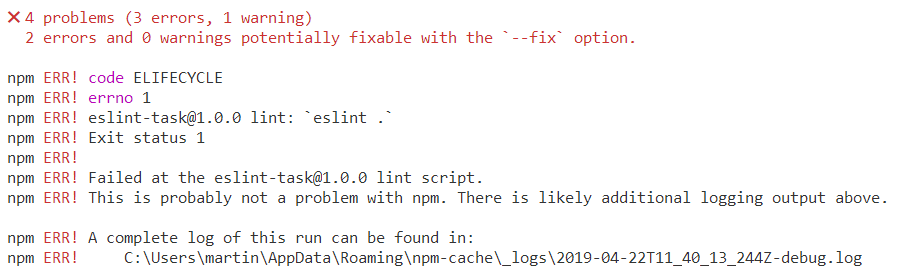 ✖ 4 problems (3 errors, 1 warning)
  2 errors and 0 warnings potentially fixable with the `--fix` option.

npm ERR! code ELIFECYCLE
npm ERR! errno 1
npm ERR! eslint-task@1.0.0 lint: `eslint .`
npm ERR! Exit status 1
npm ERR!
npm ERR! Failed at the eslint-task@1.0.0 lint script.
npm ERR! This is probably not a problem with npm. There is likely additional logging output above.

npm ERR! A complete log of this run can be found in:
npm ERR!     C:\Users\martin\AppData\Roaming\npm-cache\_logs\2019-04-22T11_40_13_244Z-debug.log